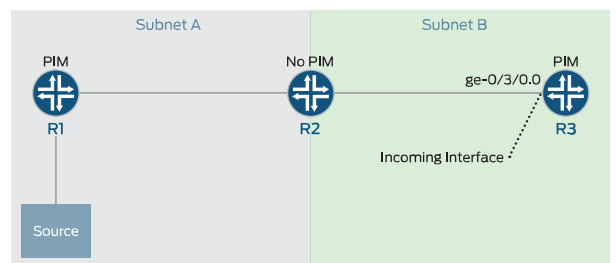 Subnet A
Subnet B
PIM
No PIM
PIM
ge-0/3/0.0
R1
R2
R3
Incoming Interface
Source